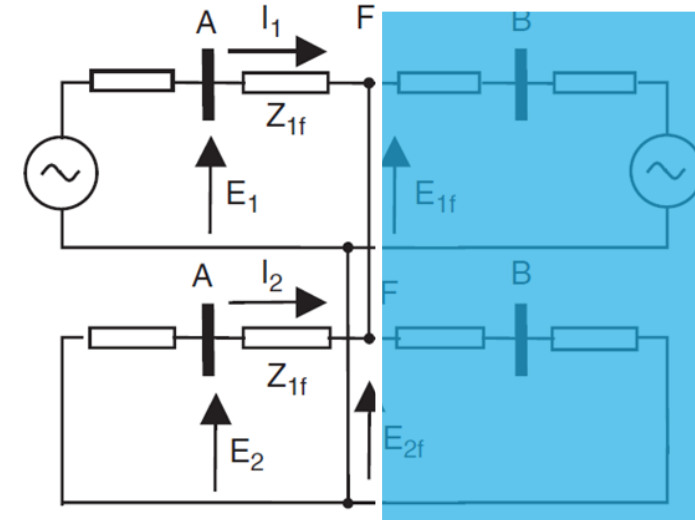 A I₁ F B
Z₁f
E₁ E₁f
A I₂ F B
Z₁f
E₂ E₂f